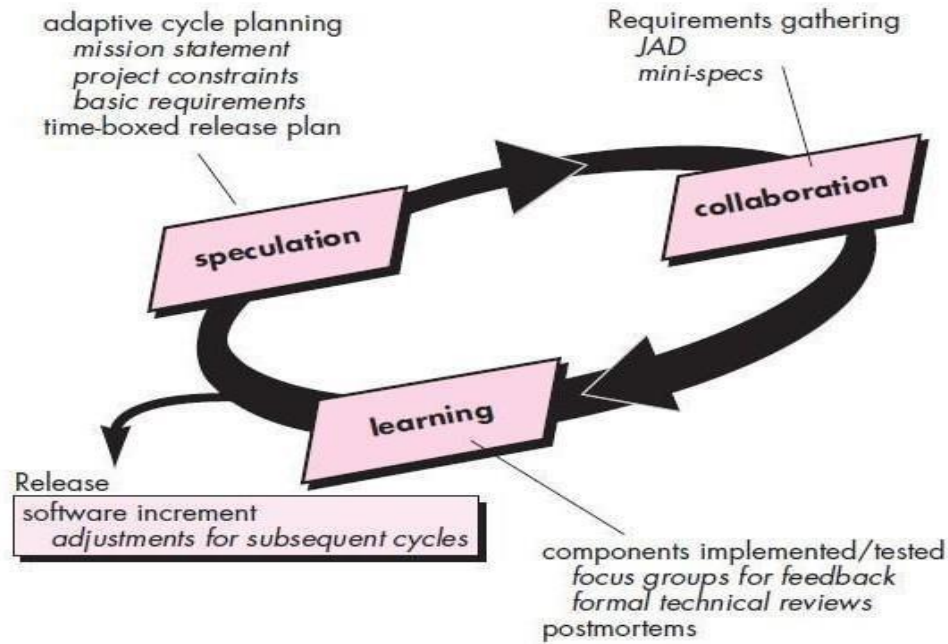 adaptive cycle planning
mission statement
project constraints
basic requirements
time-boxed release plan
Requirements gathering
JAD
mini-specs
speculation
collaboration
learning
Release
software increment
adjustments for subsequent cycles
components implemented/tested
focus groups for feedback
formal technical reviews
postmortems